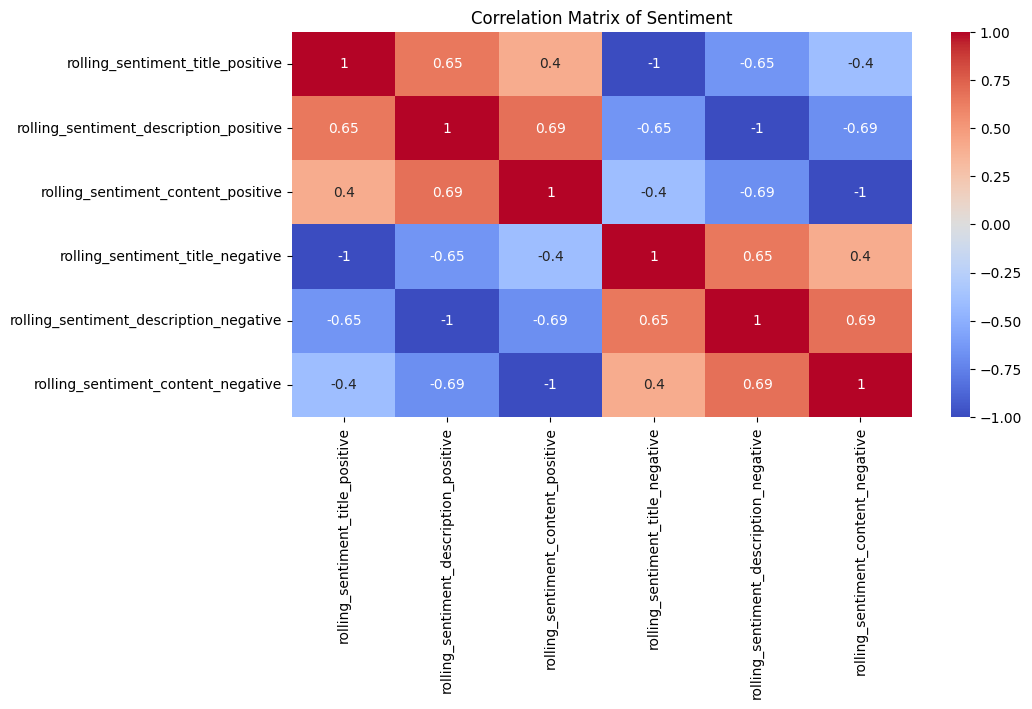 Correlation Matrix of Sentiment
rolling_sentiment_title_positive
1 0.65 0.4 -1 -0.65 -0.4
rolling_sentiment_description_positive
0.65 1 0.69 -0.65 -1 -0.69
rolling_sentiment_content_positive
0.4 0.69 1 -0.4 -0.69 -1
rolling_sentiment_title_negative
-1 -0.65 -0.4 1 0.65 0.4
rolling_sentiment_description_negative
-0.65 -1 -0.69 0.65 1 0.69
rolling_sentiment_content_negative
-0.4 -0.69 -1 0.4 0.69 1
rolling_sentiment_title_positive
rolling_sentiment_description_positive
rolling_sentiment_content_positive
rolling_sentiment_title_negative
rolling_sentiment_description_negative
rolling_sentiment_content_negative
1.00
0.75
0.50
0.25
0.00
−0.25
−0.50
−0.75
−1.00